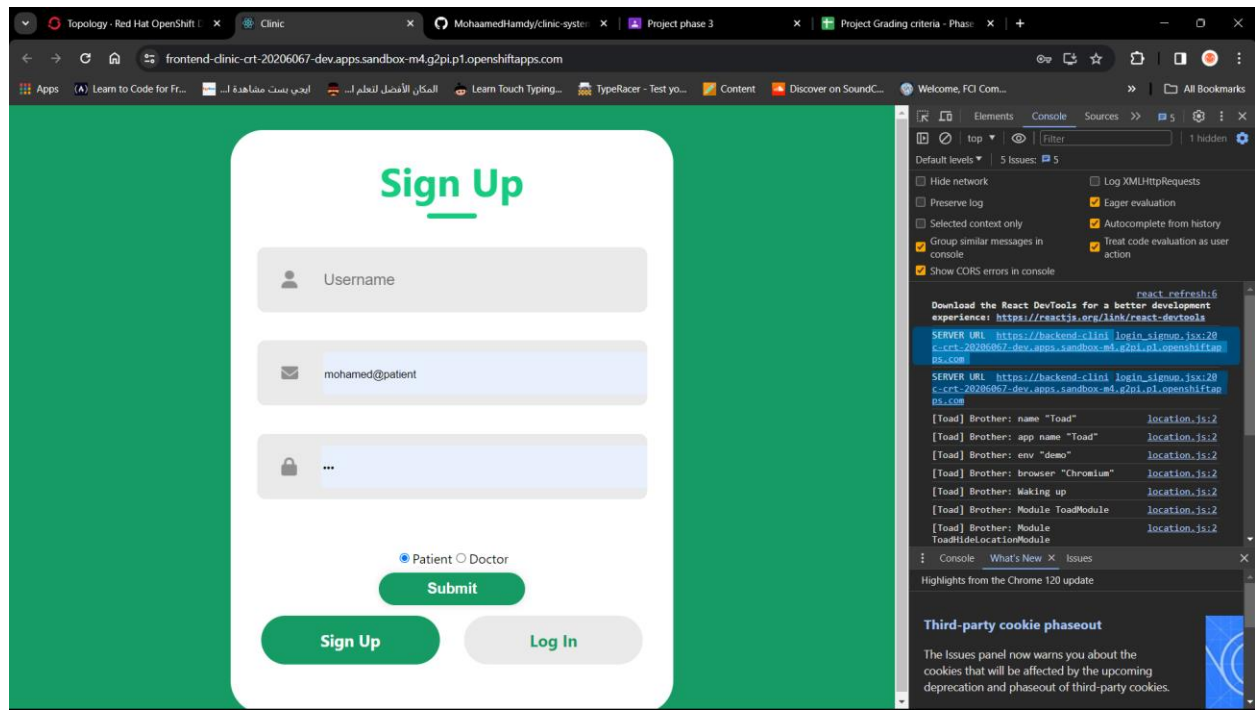 Topology · Red Hat OpenShift D
Clinic
MohaamedHamdy/clinic-system
Project phase 3
Project Grading criteria - Phase
frontend-clinic-crt-20206067-dev.apps.sandbox-m4.g2pi.p1.openshiftapps.com
Apps
Learn to Code for Fr...
ايجي بست مشاهدة ا...
المكان الأفضل لتعلم ا...
Learn Touch Typing...
TypeRacer - Test yo...
Content
Discover on SoundC...
Welcome, FCI Com...
»
All Bookmarks
Sign Up
Username
mohamed@patient
•••
Patient
Doctor
Submit
Sign Up
Log In
Elements
Console
Sources
»
5
top
Filter
1 hidden
Default levels
5 Issues:
5
Hide network
Log XMLHttpRequests
Preserve log
Eager evaluation
Selected context only
Autocomplete from history
Group similar messages in
console
Treat code evaluation as user
action
Show CORS errors in console
react refresh:6
Download the React DevTools for a better development
experience: https://reactjs.org/link/react-devtools
SERVER URL https://backend-clini login_signup.jsx:20
c-crt-20206067-dev.apps.sandbox-m4.g2pi.p1.openshiftap
ps.com
SERVER URL https://backend-clini login_signup.jsx:20
c-crt-20206067-dev.apps.sandbox-m4.g2pi.p1.openshiftap
ps.com
[Toad] Brother: name "Toad" location.js:2
[Toad] Brother: app name "Toad" location.js:2
[Toad] Brother: env "demo" location.js:2
[Toad] Brother: browser "Chromium" location.js:2
[Toad] Brother: Waking up location.js:2
[Toad] Brother: Module ToadModule location.js:2
[Toad] Brother: Module location.js:2
ToadHideLocationModule
Console
What's New
Issues
Highlights from the Chrome 120 update
Third-party cookie phaseout
The Issues panel now warns you about the
cookies that will be affected by the upcoming
deprecation and phaseout of third-party cookies.